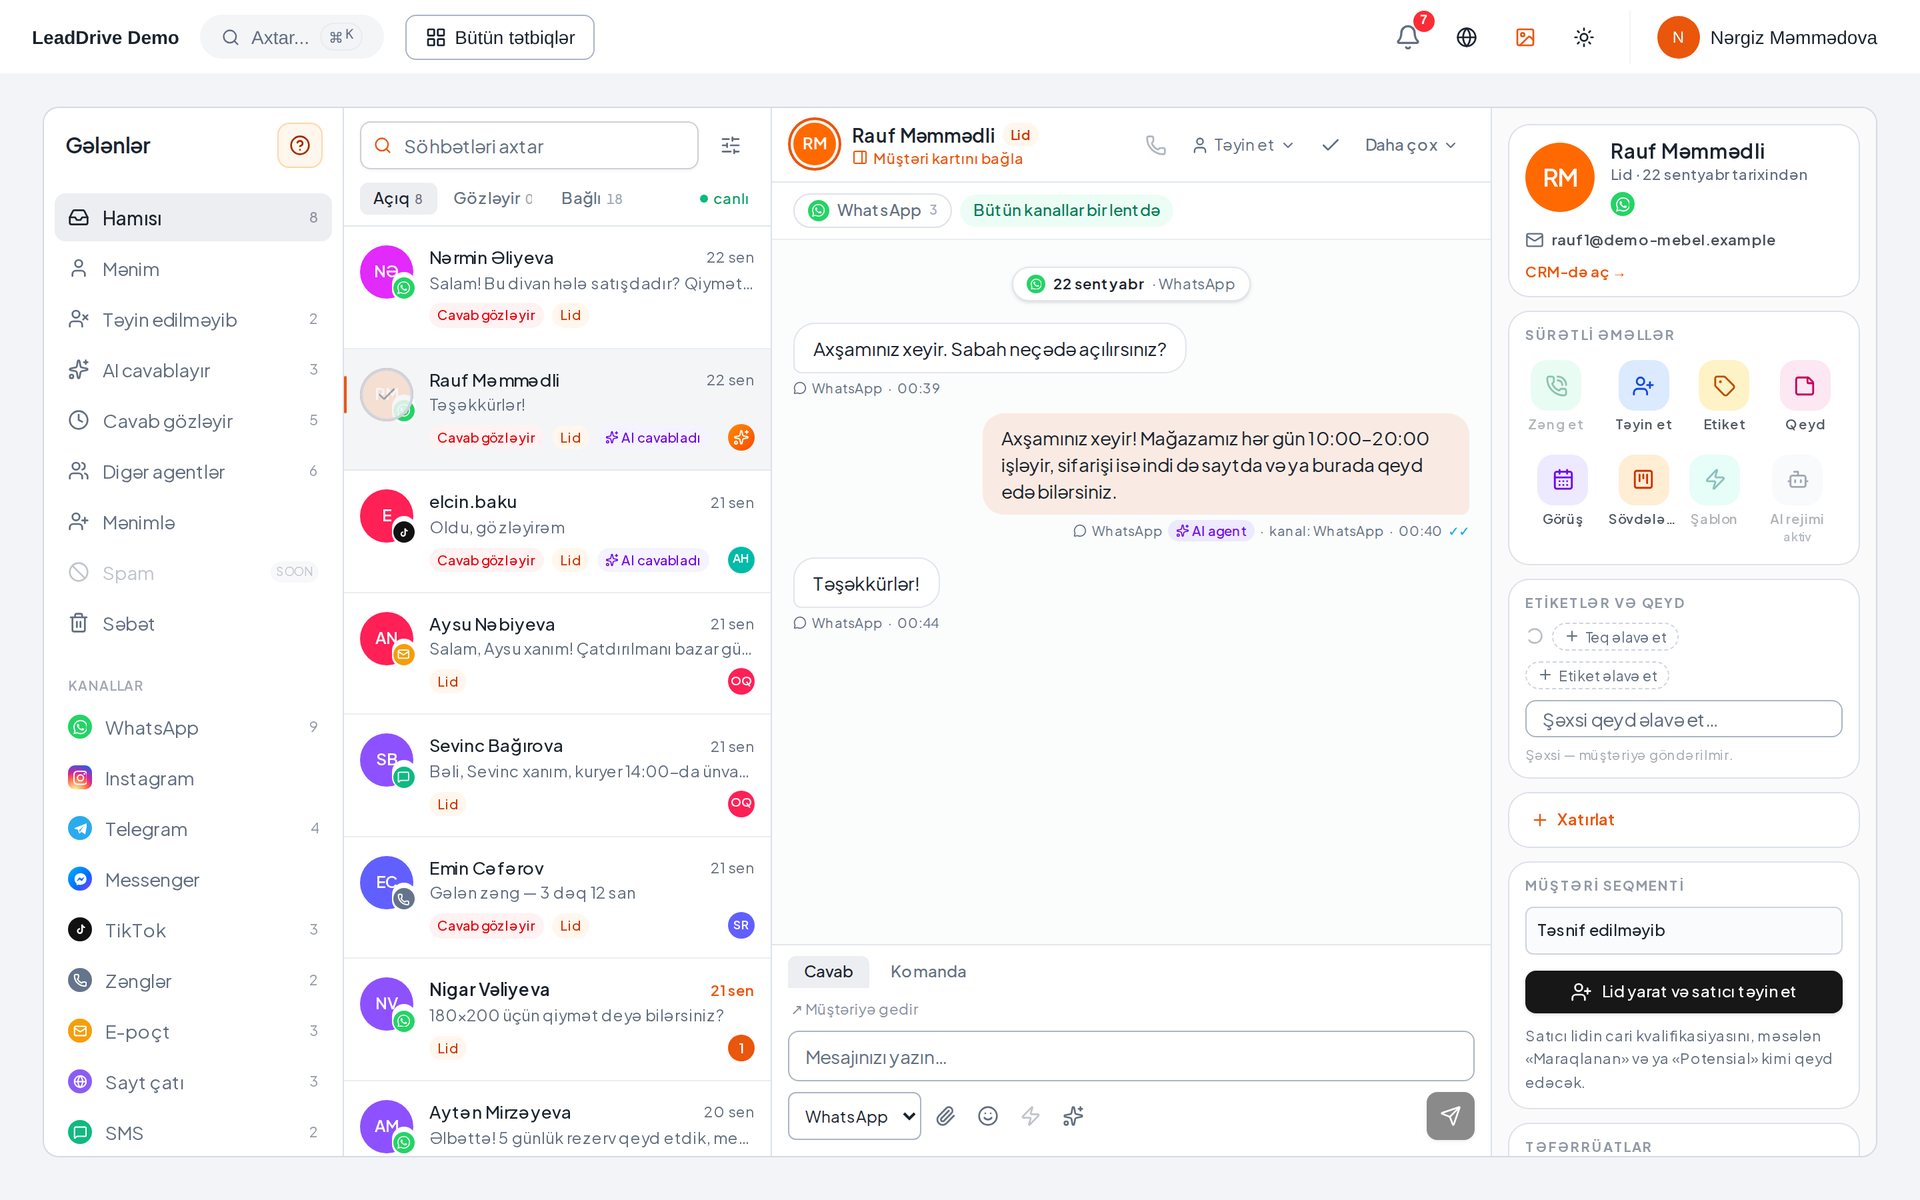 LeadDrive Demo
Axtar...
⌘K
Bütün tətbiqlər
7
N
Nərgiz Məmmədova
Gələnlər
Hamısı 8
Mənim
Təyin edilməyib 2
AI cavablayır 3
Cavab gözləyir 5
Digər agentlər 6
Mənimlə
Spam SOON
Səbət
KANALLAR
WhatsApp 9
Instagram
Telegram 4
Messenger
TikTok 3
Zənglər 2
E-poçt 3
Sayt çatı 3
SMS 2
Söhbətləri axtar
Açıq 8
Gözləyir 0
Bağlı 18
canlı
NƏ
Nərmin Əliyeva 22 sen
Salam! Bu divan hələ satışdadır? Qiymət...
Cavab gözləyir Lid
Rauf Məmmədli 22 sen
Təşəkkürlər!
Cavab gözləyir Lid AI cavabladı
E
elcin.baku 21 sen
Oldu, gözləyirəm
Cavab gözləyir Lid AI cavabladı AH
AN
Aysu Nəbiyeva 21 sen
Salam, Aysu xanım! Çatdırılmanı bazar gü...
Lid OQ
SB
Sevinc Bağırova 21 sen
Bəli, Sevinc xanım, kuryer 14:00-da ünva...
Lid OQ
EC
Emin Cəfərov 21 sen
Gələn zəng — 3 dəq 12 san
Cavab gözləyir Lid SR
NV
Nigar Vəliyeva 21 sen
180×200 üçün qiymət deyə bilərsiniz?
Lid 1
AM
Aytən Mirzəyeva 20 sen
Əlbəttə! 5 günlük rezerv qeyd etdik, me...
RM
Rauf Məmmədli Lid
Müştəri kartını bağla
Təyin et
Daha çox
WhatsApp 3
Bütün kanallar bir lentdə
22 sentyabr · WhatsApp
Axşamınız xeyir. Sabah neçədə açılırsınız?
WhatsApp · 00:39
Axşamınız xeyir! Mağazamız hər gün 10:00–20:00
işləyir, sifarişi isə indi də saytda və ya burada qeyd
edə bilərsiniz.
WhatsApp AI agent · kanal: WhatsApp · 00:40 ✓✓
Təşəkkürlər!
WhatsApp · 00:44
Cavab
Komanda
↗ Müştəriyə gedir
Mesajınızı yazın...
WhatsApp
RM
Rauf Məmmədli
Lid · 22 sentyabr tarixindən
rauf1@demo-mebel.example
CRM-də aç →
SÜRƏTLİ ƏMƏLLƏR
Zəng et
Təyin et
Etiket
Qeyd
Görüş
Sövdələ...
Şablon
AI rejimi
aktiv
ETİKETLƏR VƏ QEYD
+ Teq əlavə et
+ Etiket əlavə et
Şəxsi qeyd əlavə et...
Şəxsi — müştəriyə göndərilmir.
+ Xatırlat
MÜŞTƏRİ SEQMENTİ
Təsnif edilməyib
Lid yarat və satıcı təyin et
Satıcı lidin cari kvalifikasiyasını, məsələn
«Maraqlanan» və ya «Potensial» kimi qeyd
edəcək.
TƏFƏRRÜATLAR